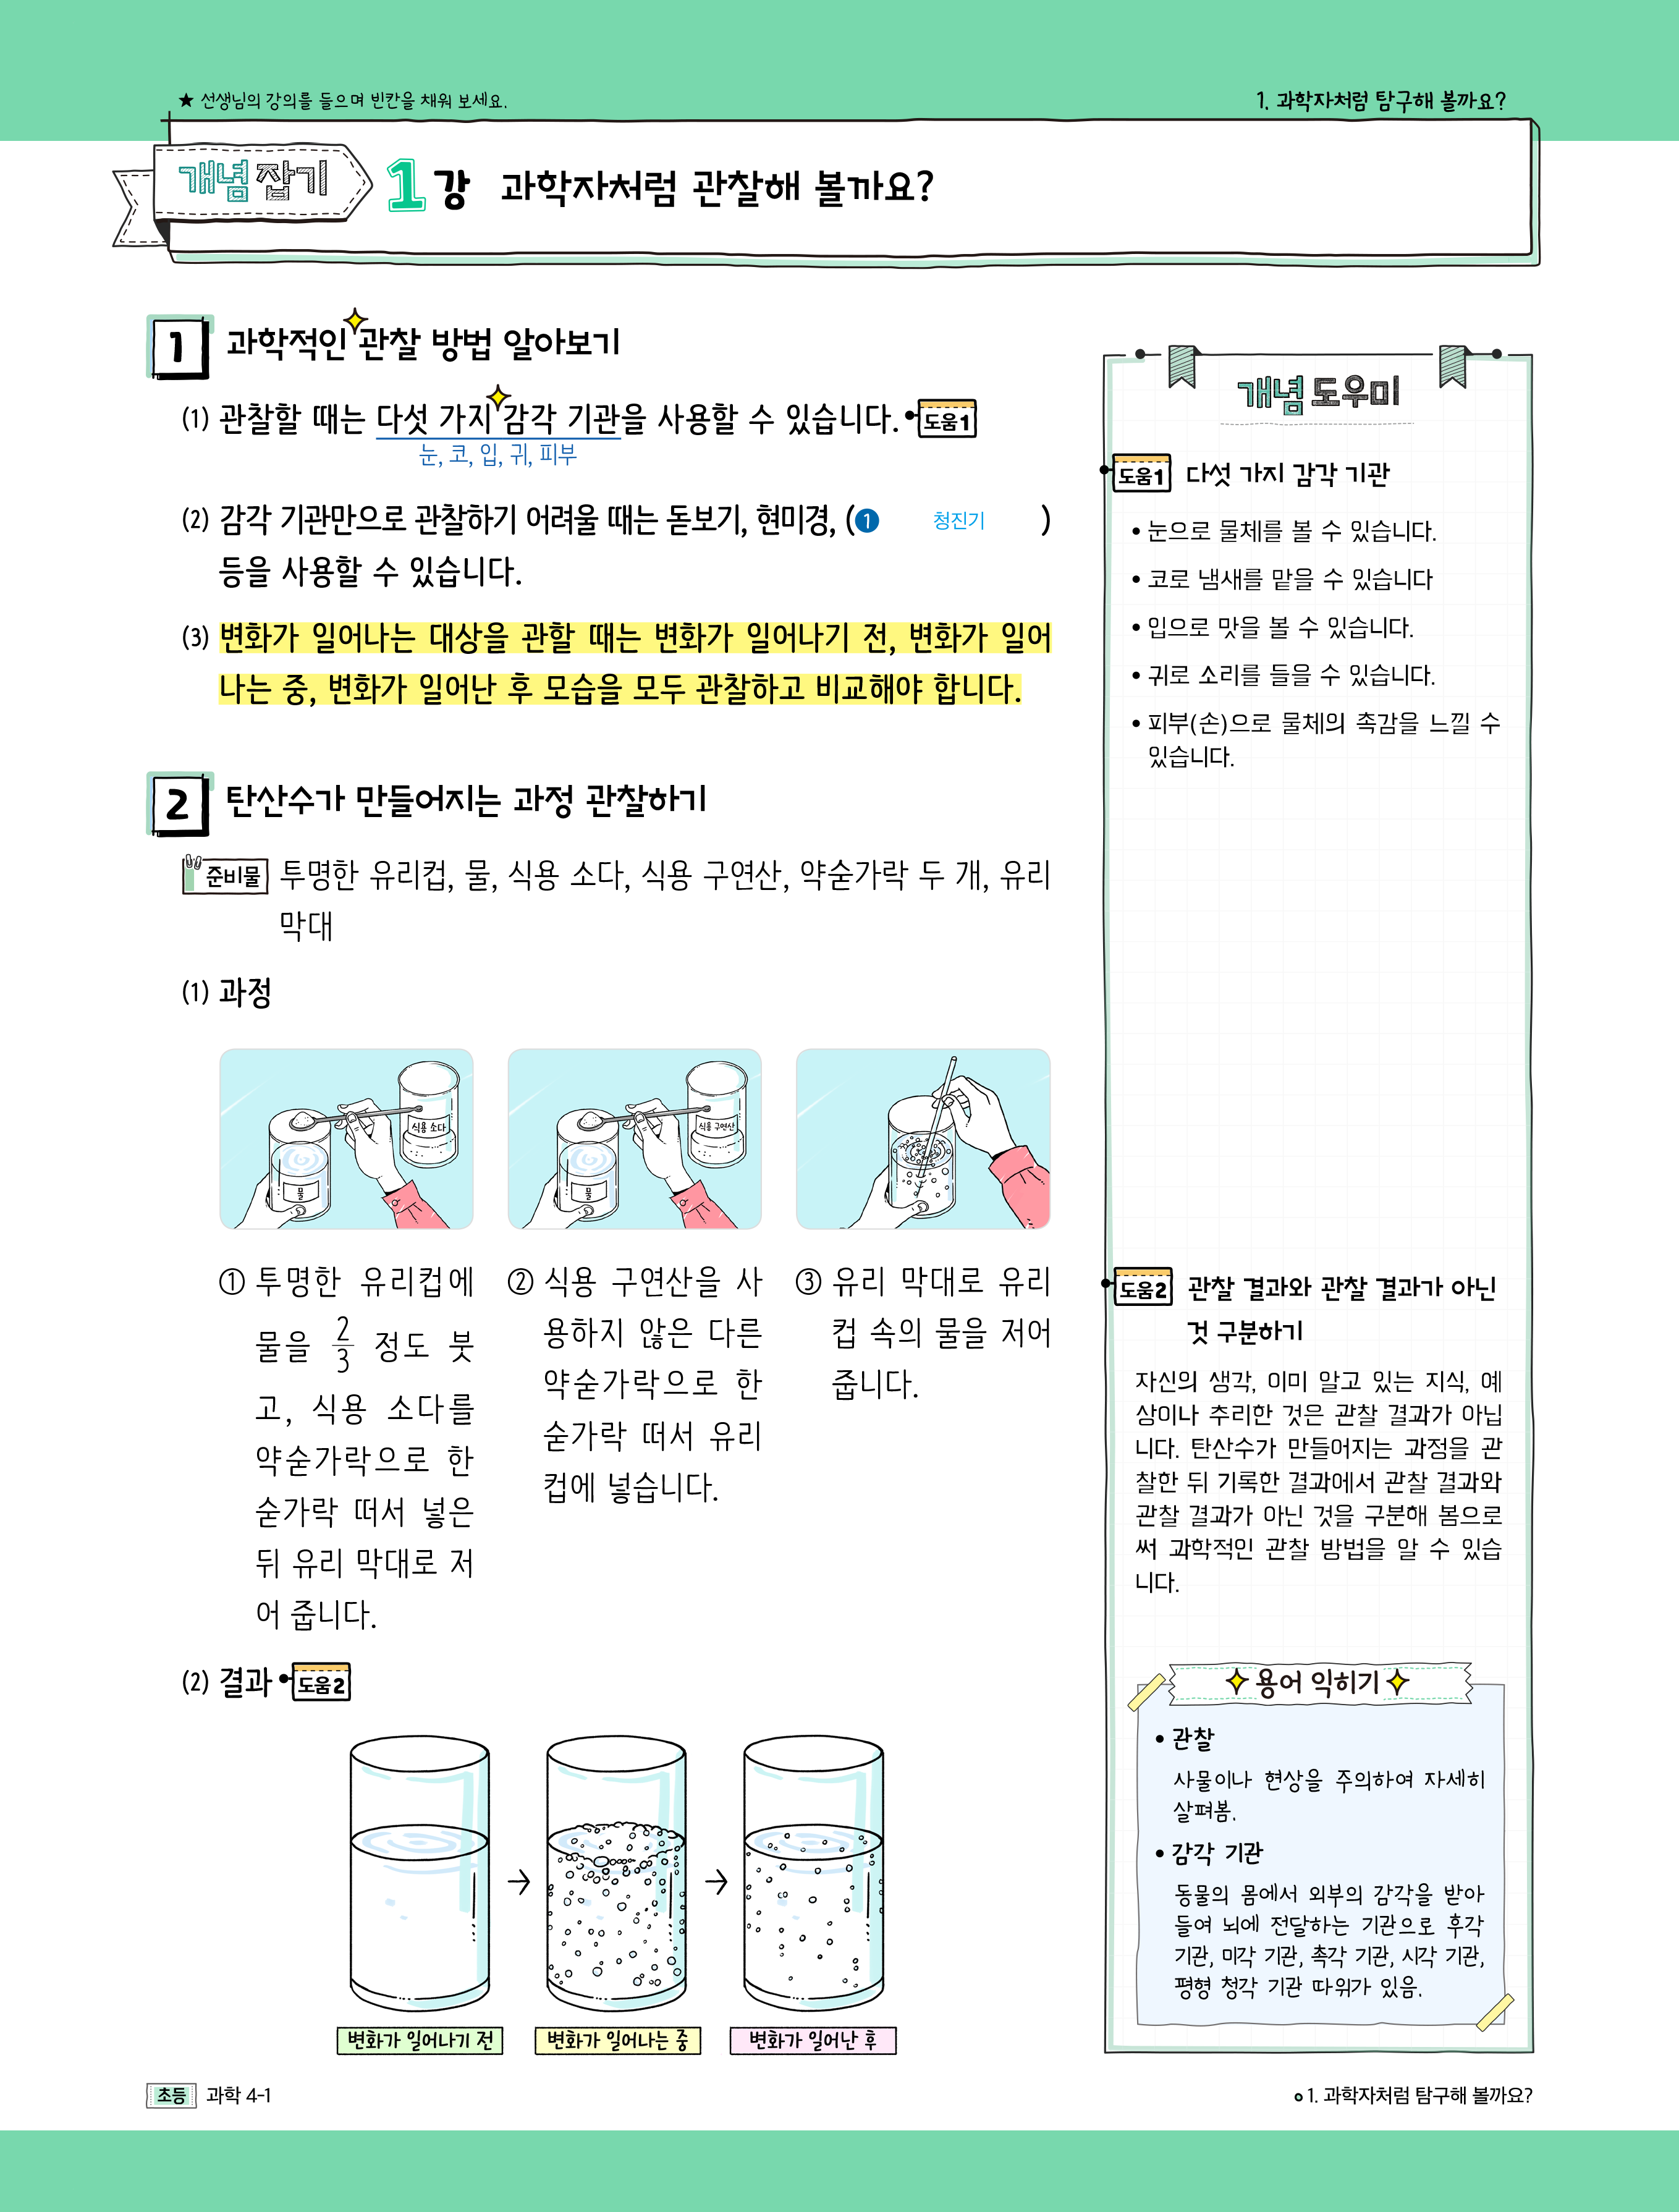 ★ 선생님의 강의를 들으며 빈칸을 채워 보세요.
1. 과학자처럼 탐구해 볼까요?
개념 잡기 1강 과학자처럼 관찰해 볼까요?
1 과학적인 관찰 방법 알아보기
(1) 관찰할 때는 다섯 가지 감각 기관을 사용할 수 있습니다. 도움1
눈, 코, 입, 귀, 피부
(2) 감각 기관만으로 관찰하기 어려울 때는 돋보기, 현미경, (❶ 청진기 )
등을 사용할 수 있습니다.
(3) 변화가 일어나는 대상을 관할 때는 변화가 일어나기 전, 변화가 일어
나는 중, 변화가 일어난 후 모습을 모두 관찰하고 비교해야 합니다.
2 탄산수가 만들어지는 과정 관찰하기
준비물 투명한 유리컵, 물, 식용 소다, 식용 구연산, 약숟가락 두 개, 유리
막대
(1) 과정
식용 소다
물
식용 구연산
물
① 투명한 유리컵에
물을 2/3 정도 붓
고, 식용 소다를
약숟가락으로 한
숟가락 떠서 넣은
뒤 유리 막대로 저
어 줍니다.
② 식용 구연산을 사
용하지 않은 다른
약숟가락으로 한
숟가락 떠서 유리
컵에 넣습니다.
③ 유리 막대로 유리
컵 속의 물을 저어
줍니다.
(2) 결과 도움2
→ →
변화가 일어나기 전
변화가 일어나는 중
변화가 일어난 후
개념 도우미
도움1 다섯 가지 감각 기관
• 눈으로 물체를 볼 수 있습니다.
• 코로 냄새를 맡을 수 있습니다
• 입으로 맛을 볼 수 있습니다.
• 귀로 소리를 들을 수 있습니다.
• 피부(손)으로 물체의 촉감을 느낄 수
있습니다.
도움2 관찰 결과와 관찰 결과가 아닌
것 구분하기
자신의 생각, 이미 알고 있는 지식, 예
상이나 추리한 것은 관찰 결과가 아닙
니다. 탄산수가 만들어지는 과정을 관
찰한 뒤 기록한 결과에서 관찰 결과와
관찰 결과가 아닌 것을 구분해 봄으로
써 과학적인 관찰 방법을 알 수 있습
니다.
용어 익히기
• 관찰
사물이나 현상을 주의하여 자세히
살펴봄.
• 감각 기관
동물의 몸에서 외부의 감각을 받아
들여 뇌에 전달하는 기관으로 후각
기관, 미각 기관, 촉각 기관, 시각 기관,
평형 청각 기관 따위가 있음.
초등 과학 4-1
1. 과학자처럼 탐구해 볼까요?